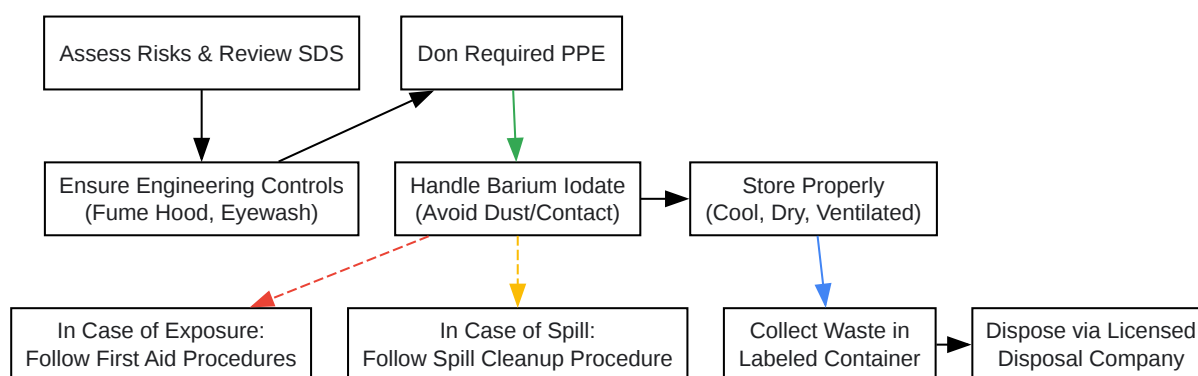 Assess Risks & Review SDS
Don Required PPE
Ensure Engineering Controls
(Fume Hood, Eyewash)
Handle Barium Iodate
(Avoid Dust/Contact)
Store Properly
(Cool, Dry, Ventilated)
In Case of Exposure:
Follow First Aid Procedures
In Case of Spill:
Follow Spill Cleanup Procedure
Collect Waste in
Labeled Container
Dispose via Licensed
Disposal Company